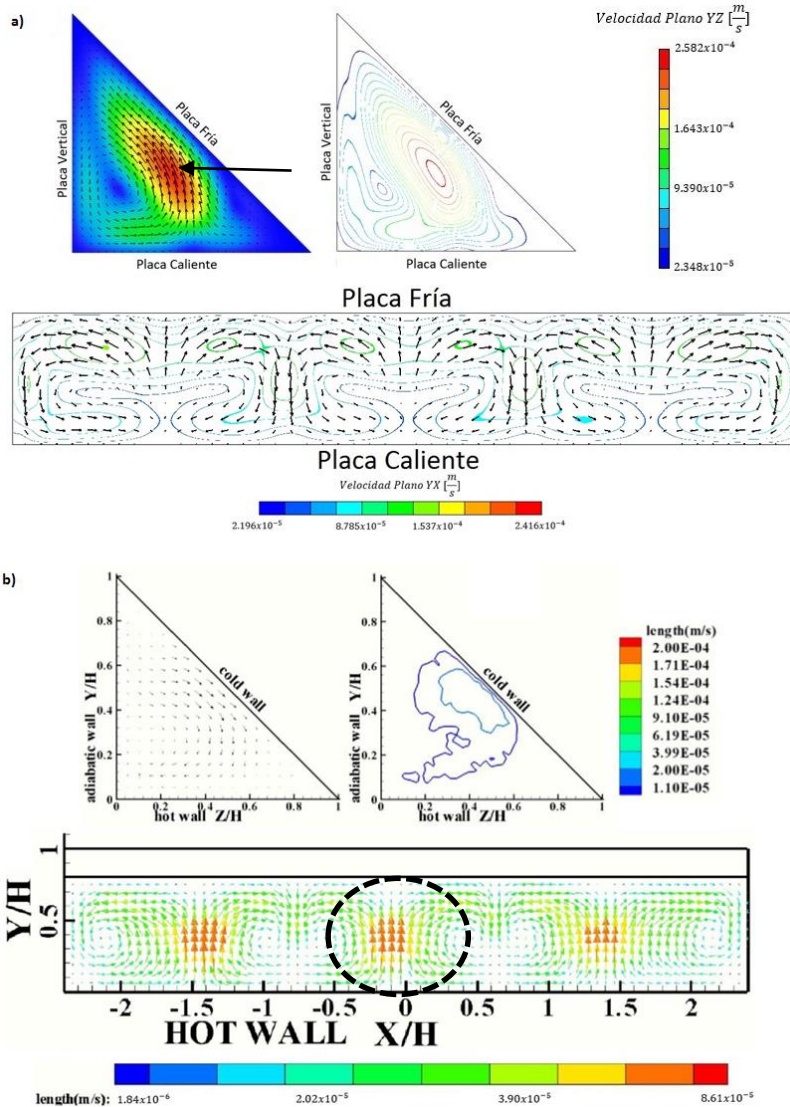 a)
Velocidad Plano YZ [m/s]
Placa Vertical
Placa Fría
Placa Caliente
Placa Fría
Placa Caliente
2.582x10⁻⁴
1.643x10⁻⁴
9.390x10⁻⁵
2.348x10⁻⁵
Placa Fría
Placa Caliente
Velocidad Plano YX [m/s]
2.196x10⁻⁵ 8.785x10⁻⁵ 1.537x10⁻⁴ 2.416x10⁻⁴
b)
adiabatic wall Y/H
1
0.8
0.6
0.4
0.2
0
cold wall
0 0.2 0.4 0.6 0.8 1
hot wall Z/H
adiabatic wall Y/H
1
0.8
0.6
0.4
0.2
0
cold wall
0 0.2 0.4 0.6 0.8 1
hot wall Z/H
length(m/s)
2.00E-04
1.71E-04
1.54E-04
1.24E-04
9.10E-05
6.19E-05
3.99E-05
2.00E-05
1.10E-05
Y/H
1
0.5
-2 -1.5 -1 -0.5 0 0.5 1 1.5 2
HOT WALL X/H
length(m/s): 1.84x10⁻⁶ 2.02x10⁻⁵ 3.90x10⁻⁵ 8.61x10⁻⁵